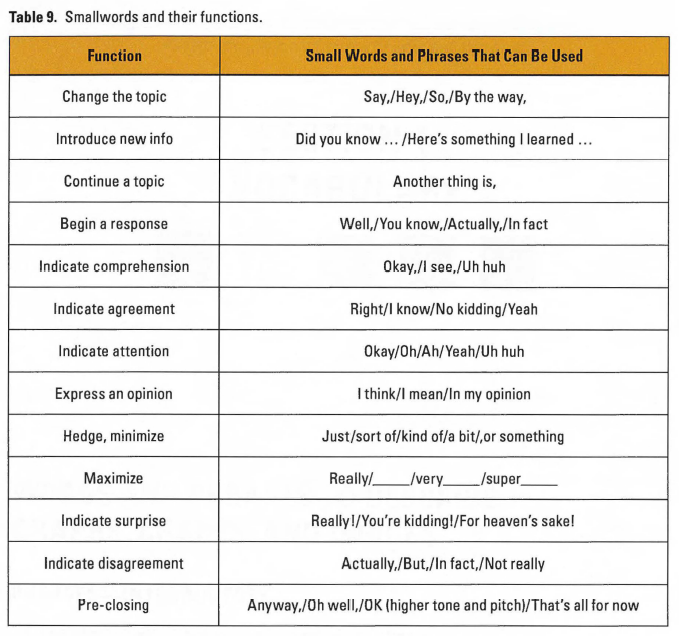 Table 9. Smallwords and their functions.
Function Small Words and Phrases That Can Be Used
Change the topic Say,/Hey,/So,/By the way,
Introduce new info Did you know ... /Here's something I learned ...
Continue a topic Another thing is,
Begin a response Well,/You know,/Actually,/In fact
Indicate comprehension Okay,/I see,/Uh huh
Indicate agreement Right/I know/No kidding/Yeah
Indicate attention Okay/Oh/Ah/Yeah/Uh huh
Express an opinion I think/I mean/In my opinion
Hedge, minimize Just/sort of/kind of/a bit/,or something
Maximize Really/_____/very_____/super_____
Indicate surprise Really!/You're kidding!/For heaven's sake!
Indicate disagreement Actually,/But,/In fact,/Not really
Pre-closing Anyway,/Oh well,/OK (higher tone and pitch)/That's all for now